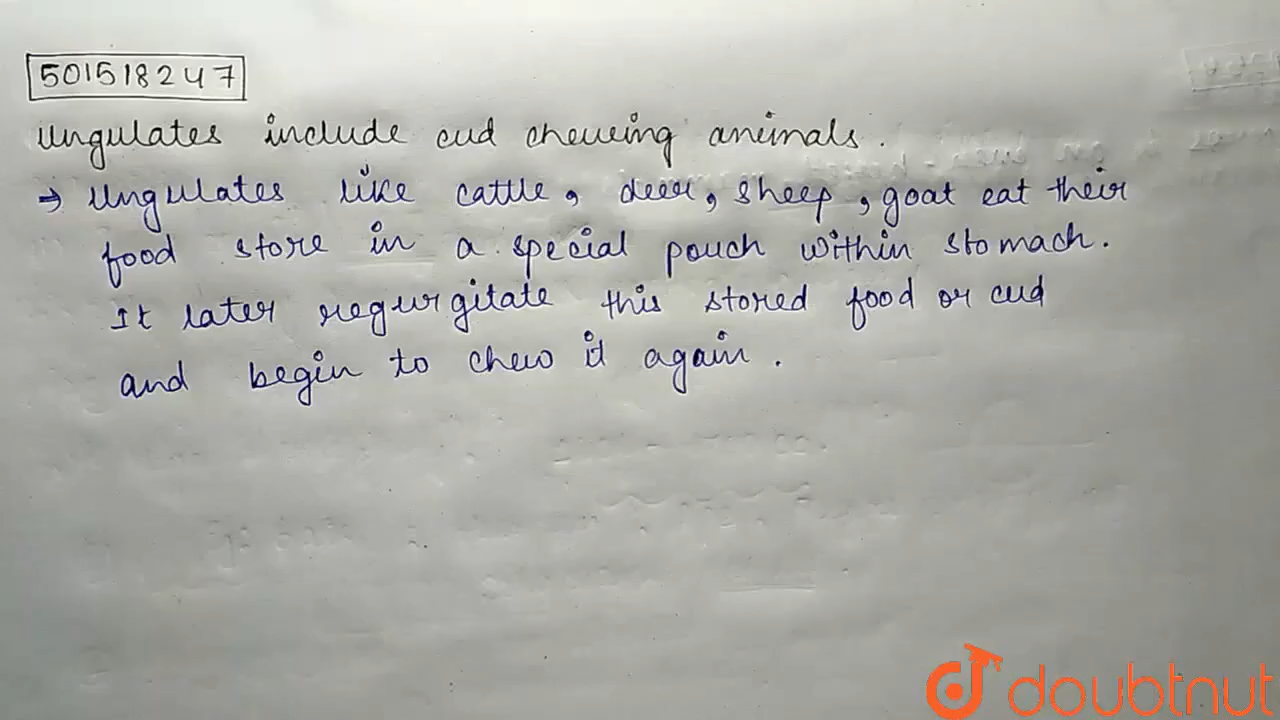 501518247
Ungulates include cud chewing animals.
→ Ungulates like cattle, deer, sheep, goat eat their
food store in a special pouch within stomach.
It later regurgitate this stored food or cud
and begin to chew it again.
doubtnut